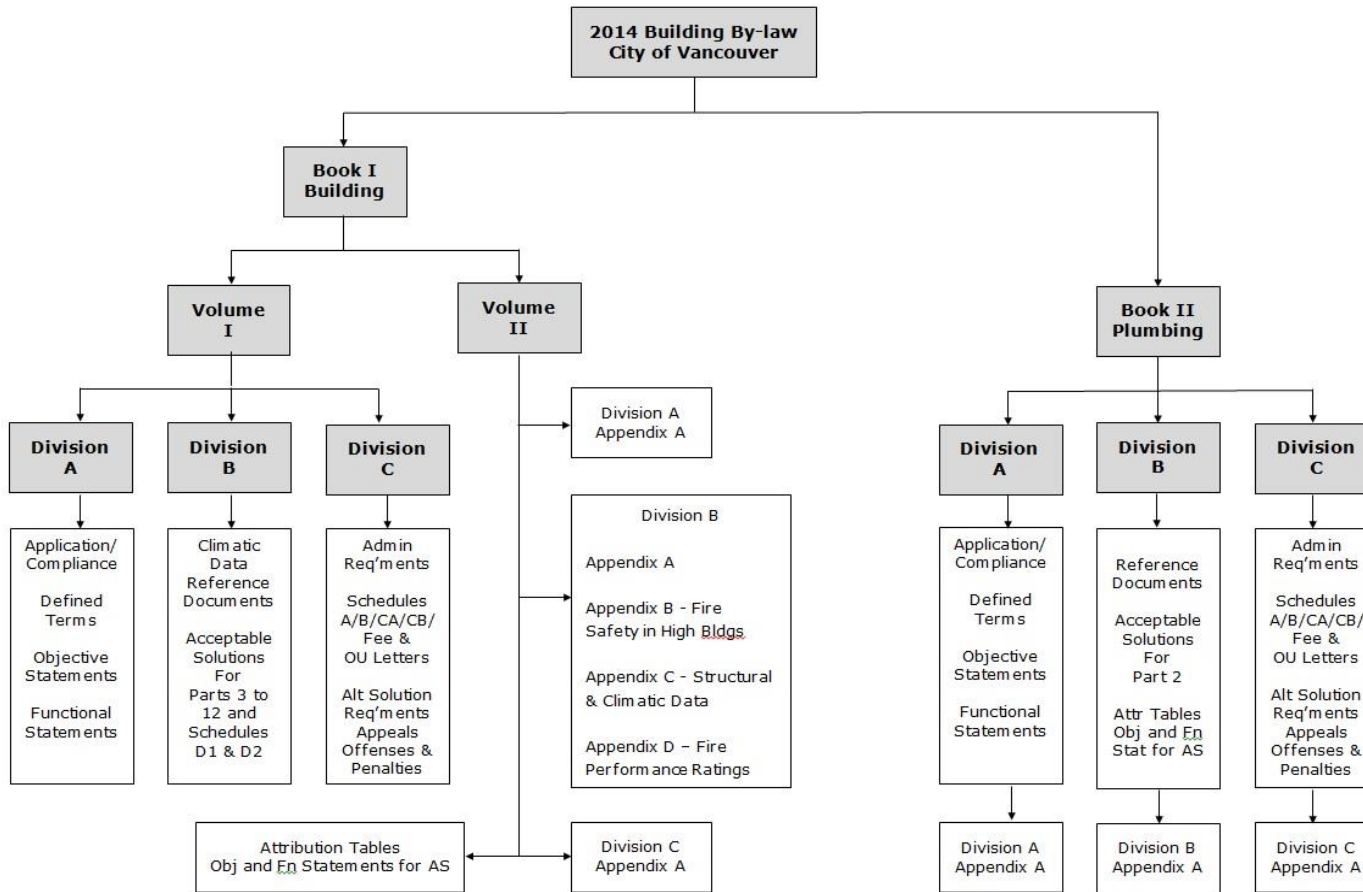 2014 Building By-law
City of Vancouver
Book I
Building
Volume
I
Volume
II
Book II
Plumbing
Division
A
Division
B
Division
C
Division A
Appendix A
Division
A
Division
B
Division
C
Application/
Compliance
Defined
Terms
Objective
Statements
Functional
Statements
Climatic
Data
Reference
Documents
Acceptable
Solutions
For
Parts 3 to
12 and
Schedules
D1 & D2
Admin
Req'ments
Schedules
A/B/CA/CB/
Fee &
OU Letters
Alt Solution
Req'ments
Appeals
Offenses &
Penalties
Division B
Appendix A
Appendix B - Fire
Safety in High Bldgs
Appendix C - Structural
& Climatic Data
Appendix D – Fire
Performance Ratings
Application/
Compliance
Defined
Terms
Objective
Statements
Functional
Statements
Reference
Documents
Acceptable
Solutions
For
Part 2
Attr Tables
Obj and Fn
Stat for AS
Admin
Req'ments
Schedules
A/B/CA/CB/
Fee &
OU Letters
Alt Solution
Req'ments
Appeals
Offenses &
Penalties
Attribution Tables
Obj and Fn Statements for AS
Division C
Appendix A
Division A
Appendix A
Division B
Appendix A
Division C
Appendix A